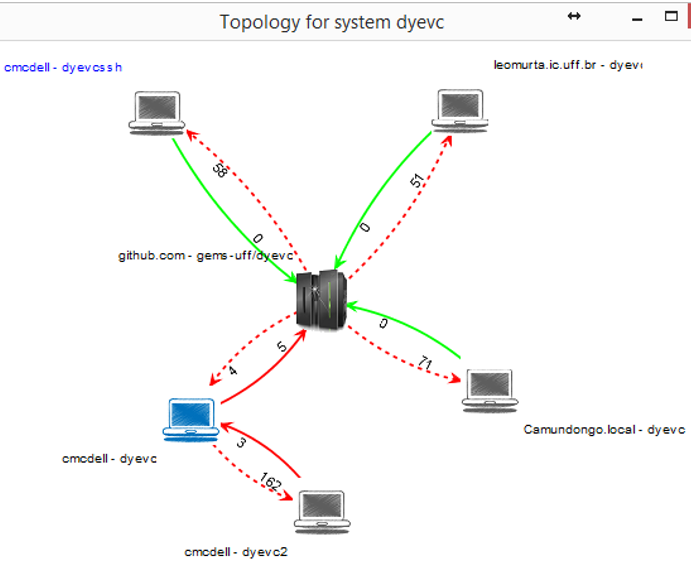 Topology for system dyevc
cmcdell - dyevcssh
leomurta.ic.uff.br - dyevc
58
51
0
0
github.com - gems-uff/dyevc
0
5
4
71
Camundongo.local - dyevc
cmcdell - dyevc
3
162
cmcdell - dyevc2